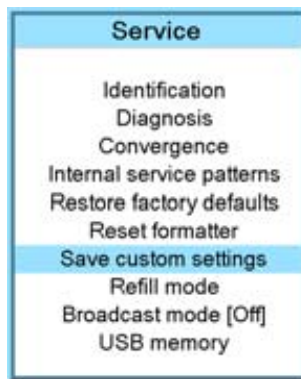 Service
Identification
Diagnosis
Convergence
Internal service patterns
Restore factory defaults
Reset formatter
Save custom settings
Refill mode
Broadcast mode [Off]
USB memory